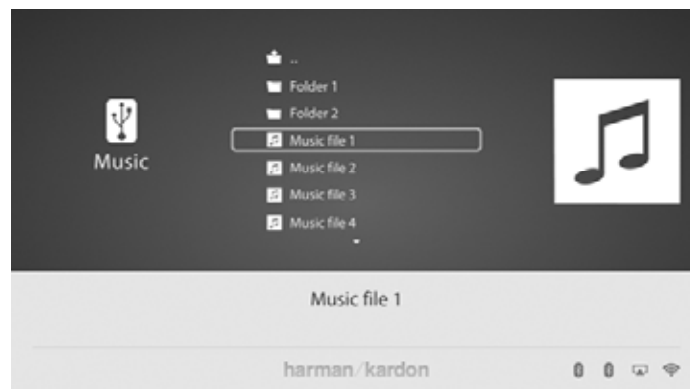 ..
Folder 1
Folder 2
Music
Music file 1
Music file 2
Music file 3
Music file 4
Music file 1
harman/kardon